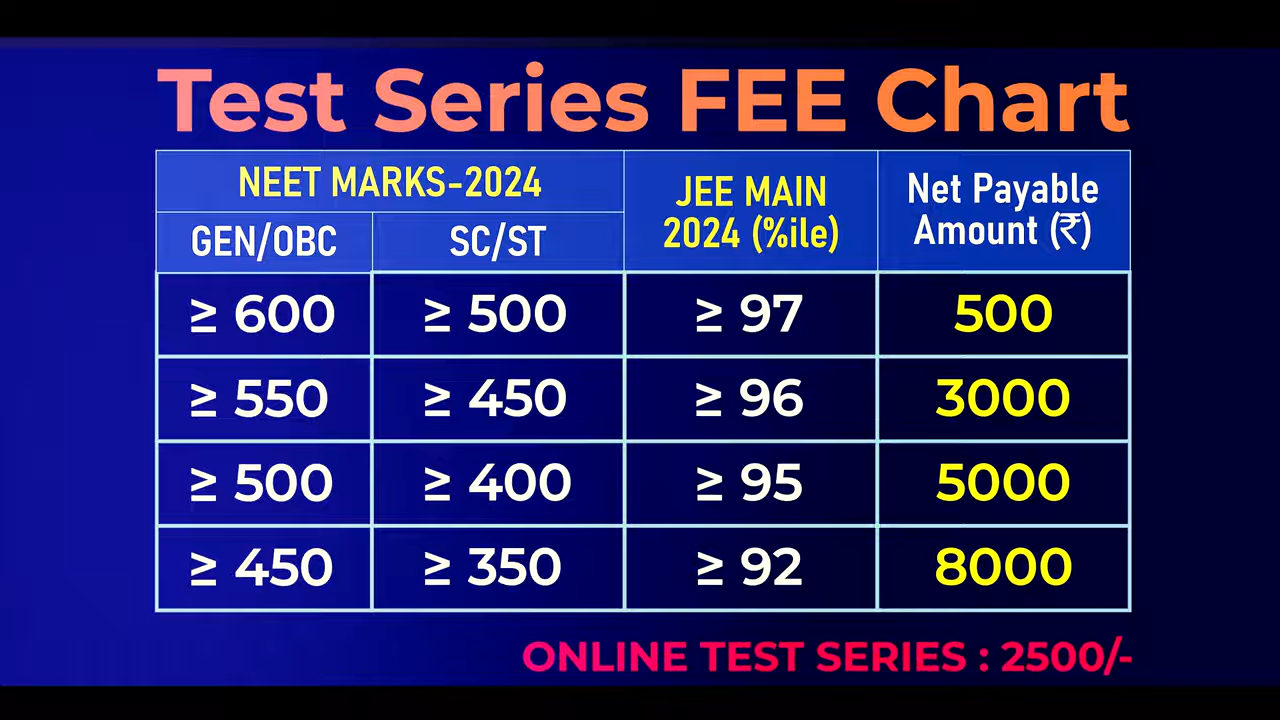 Test Series FEE Chart
NEET MARKS-2024
GEN/OBC SC/ST
JEE MAIN
2024 (%ile)
Net Payable
Amount (₹)
≥ 600 ≥ 500 ≥ 97 500
≥ 550 ≥ 450 ≥ 96 3000
≥ 500 ≥ 400 ≥ 95 5000
≥ 450 ≥ 350 ≥ 92 8000
ONLINE TEST SERIES : 2500/-